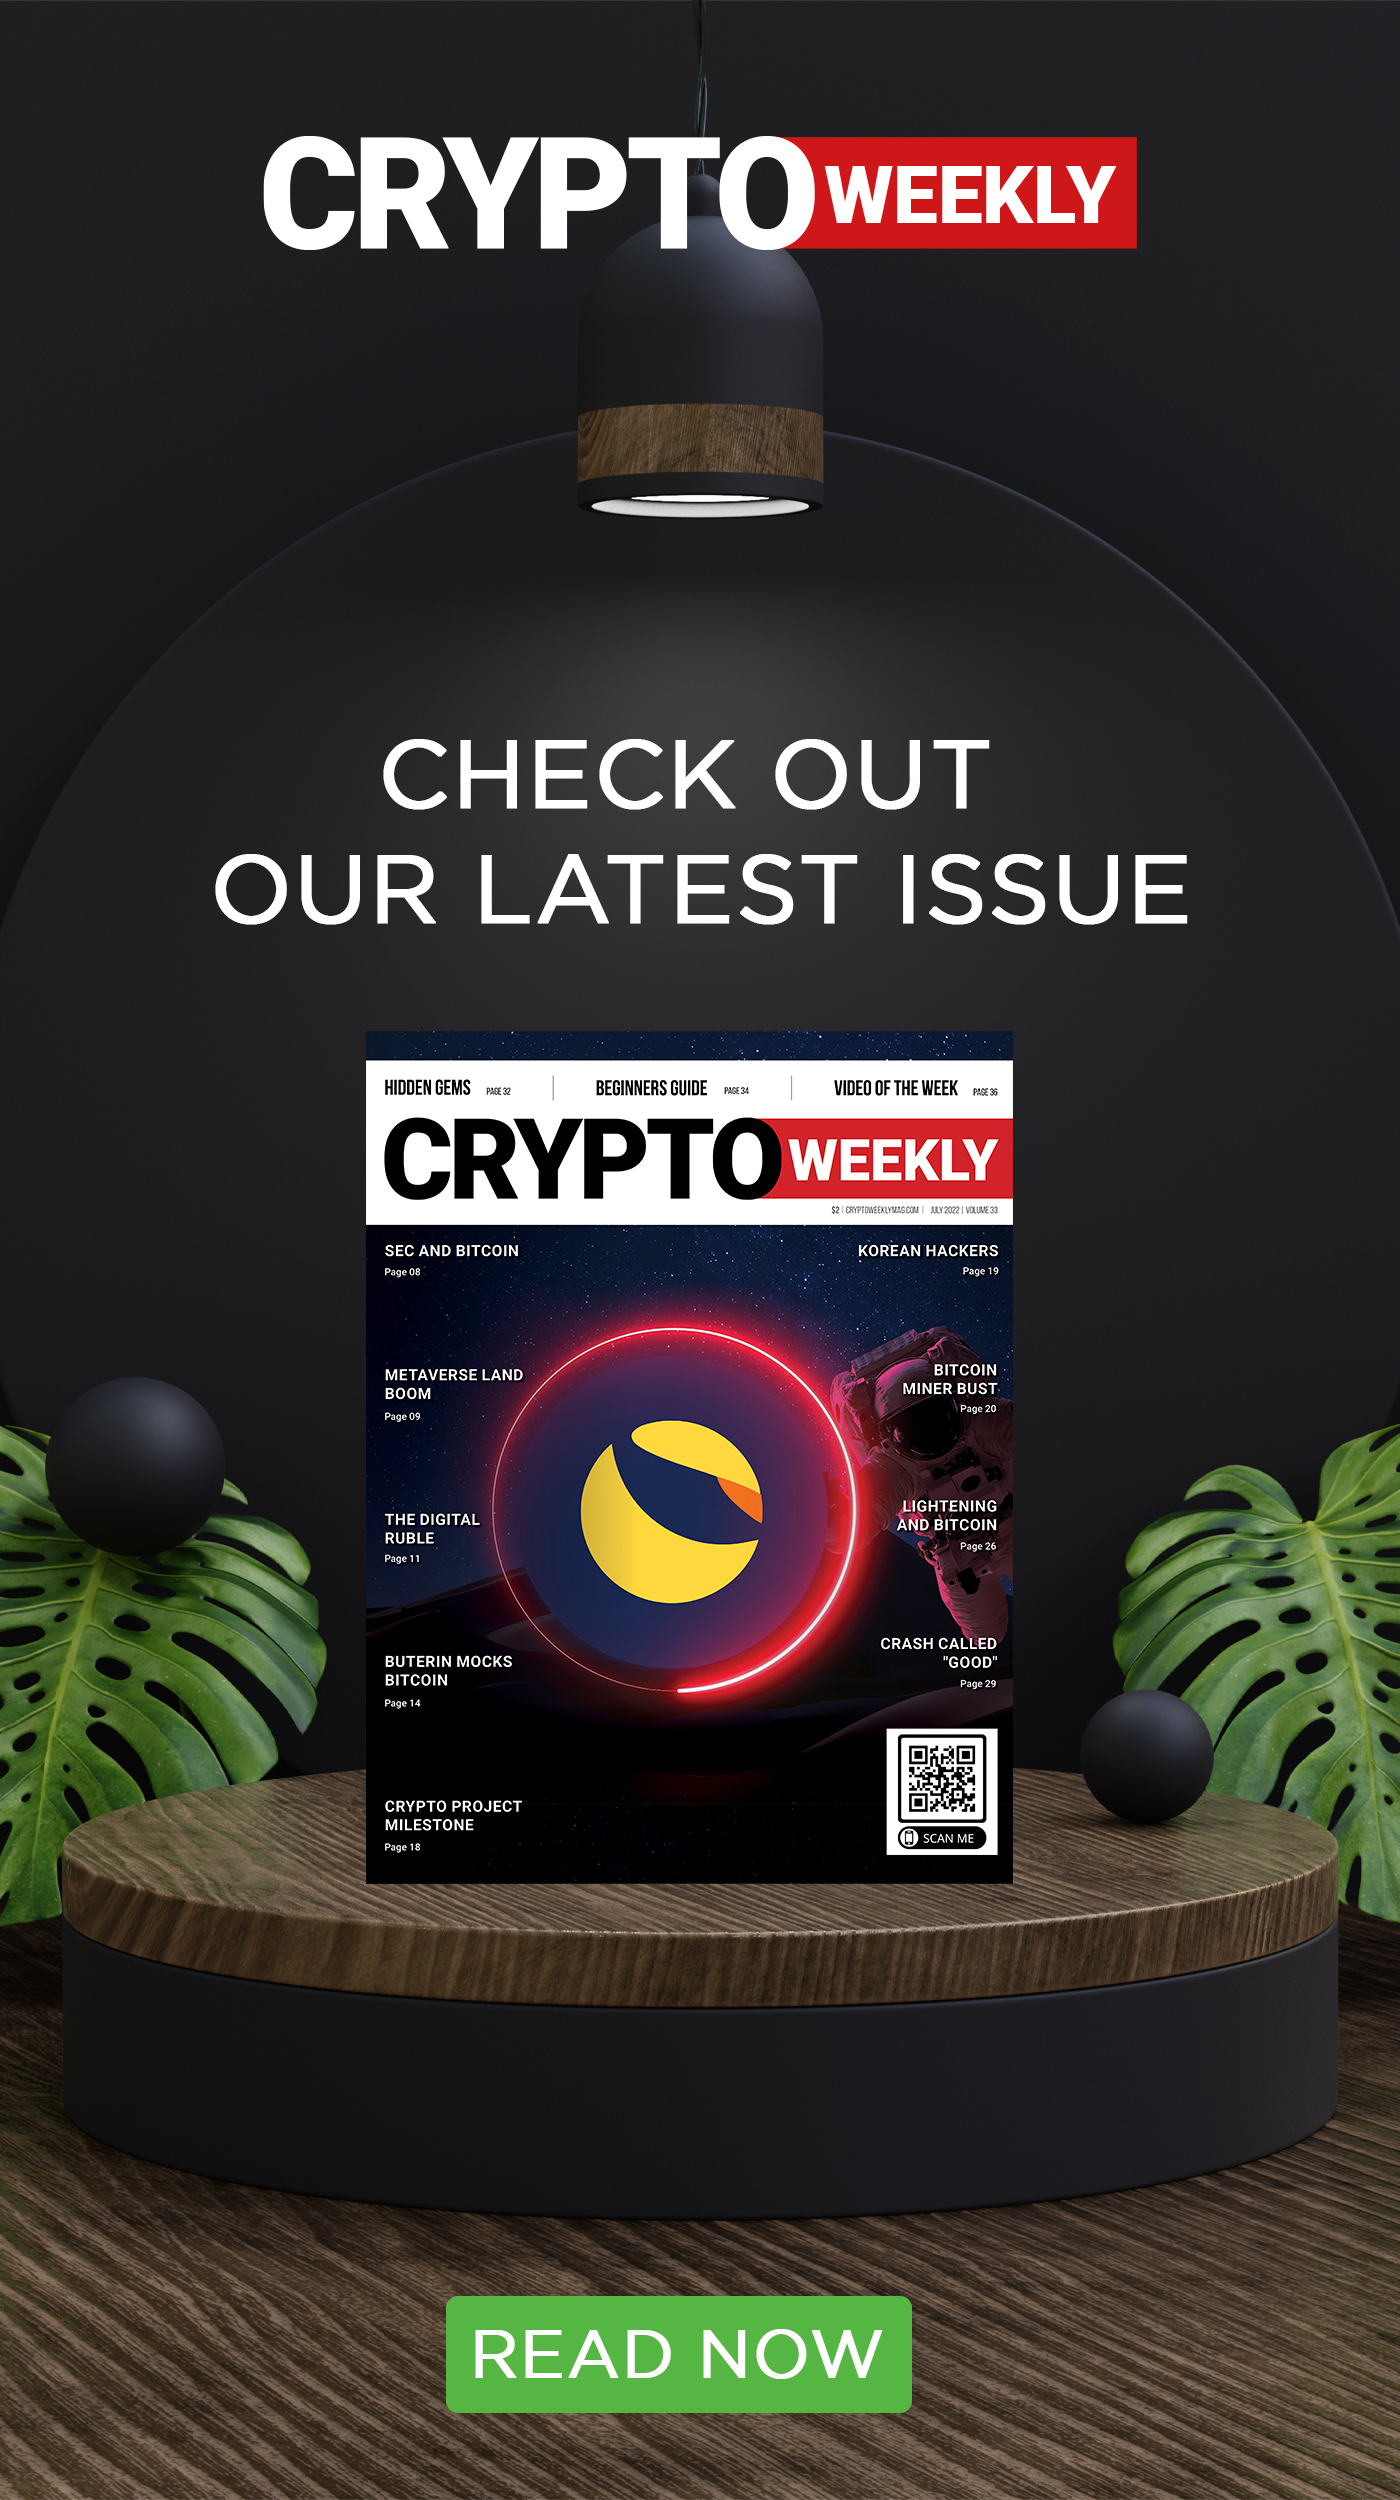 CRYPTO WEEKLY
CHECK OUT
OUR LATEST ISSUE
HIDDEN GEMS PAGE 32 BEGINNERS GUIDE PAGE 34 VIDEO OF THE WEEK PAGE 36
CRYPTO WEEKLY
$2 | CRYPTOWEEKLYMAG.COM | JULY 2022 | VOLUME 33
SEC AND BITCOIN
Page 08
METAVERSE LAND
BOOM
Page 09
THE DIGITAL
RUBLE
Page 11
BUTERIN MOCKS
BITCOIN
Page 14
CRYPTO PROJECT
MILESTONE
Page 18
KOREAN HACKERS
Page 19
BITCOIN
MINER BUST
Page 20
LIGHTENING
AND BITCOIN
Page 26
CRASH CALLED
"GOOD"
Page 29
SCAN ME
READ NOW